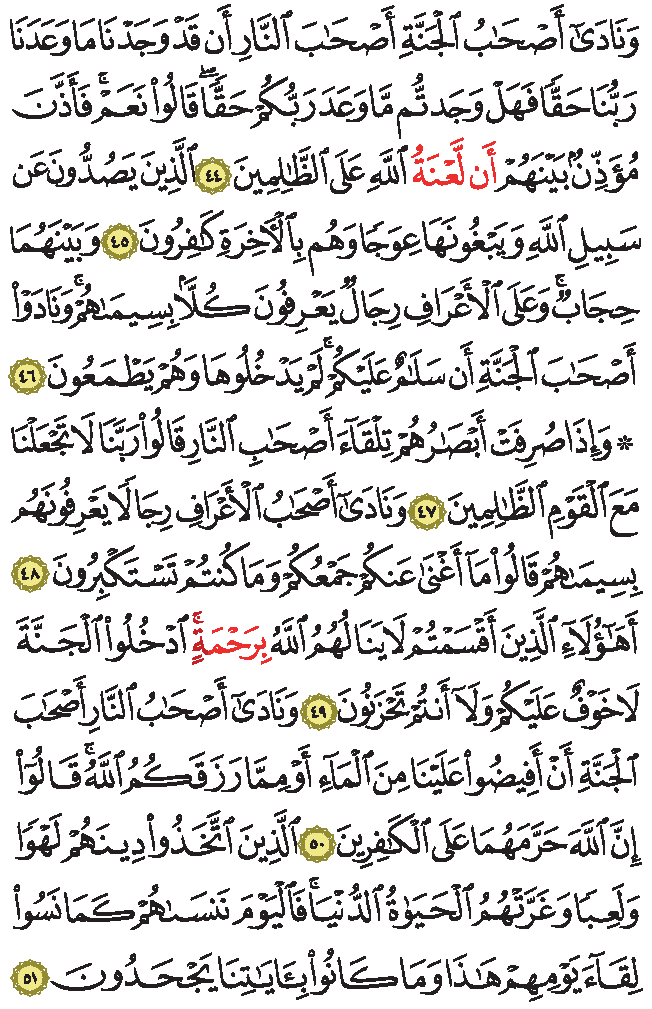 وَنَادَىٰٓ أَصْحَـٰبُ ٱلْجَنَّةِ أَصْحَـٰبَ ٱلنَّارِ أَن قَدْ وَجَدْنَا مَا وَعَدَنَا
رَبُّنَا حَقًّا فَهَلْ وَجَدتُّم مَّا وَعَدَ رَبُّكُمْ حَقًّا ۖ قَالُوا۟ نَعَمْ ۚ فَأَذَّنَ
مُؤَذِّنٌۢ بَيْنَهُمْ أَن لَّعْنَةُ ٱللَّهِ عَلَى ٱلظَّـٰلِمِينَ ٤٤ ٱلَّذِينَ يَصُدُّونَ عَن
سَبِيلِ ٱللَّهِ وَيَبْغُونَهَا عِوَجًا وَهُم بِٱلْـَٔاخِرَةِ كَـٰفِرُونَ ٤٥ وَبَيْنَهُمَا
حِجَابٌ ۚ وَعَلَى ٱلْأَعْرَافِ رِجَالٌ يَعْرِفُونَ كُلًّۢا بِسِيمَىٰهُمْ ۚ وَنَادَوْا۟
أَصْحَـٰبَ ٱلْجَنَّةِ أَن سَلَـٰمٌ عَلَيْكُمْ ۚ لَمْ يَدْخُلُوهَا وَهُمْ يَطْمَعُونَ ٤٦
* وَإِذَا صُرِفَتْ أَبْصَـٰرُهُمْ تِلْقَآءَ أَصْحَـٰبِ ٱلنَّارِ قَالُوا۟ رَبَّنَا لَا تَجْعَلْنَا
مَعَ ٱلْقَوْمِ ٱلظَّـٰلِمِينَ ٤٧ وَنَادَىٰٓ أَصْحَـٰبُ ٱلْأَعْرَافِ رِجَالًا يَعْرِفُونَهُم
بِسِيمَىٰهُمْ قَالُوا۟ مَآ أَغْنَىٰ عَنكُمْ جَمْعُكُمْ وَمَا كُنتُمْ تَسْتَكْبِرُونَ ٤٨
أَهَـٰٓؤُلَآءِ ٱلَّذِينَ أَقْسَمْتُمْ لَا يَنَالُهُمُ ٱللَّهُ بِرَحْمَةٍ ۚ ٱدْخُلُوا۟ ٱلْجَنَّةَ
لَا خَوْفٌ عَلَيْكُمْ وَلَآ أَنتُمْ تَحْزَنُونَ ٤٩ وَنَادَىٰٓ أَصْحَـٰبُ ٱلنَّارِ أَصْحَـٰبَ
ٱلْجَنَّةِ أَنْ أَفِيضُوا۟ عَلَيْنَا مِنَ ٱلْمَآءِ أَوْ مِمَّا رَزَقَكُمُ ٱللَّهُ ۚ قَالُوٓا۟
إِنَّ ٱللَّهَ حَرَّمَهُمَا عَلَى ٱلْكَـٰفِرِينَ ٥٠ ٱلَّذِينَ ٱتَّخَذُوا۟ دِينَهُمْ لَهْوًا
وَلَعِبًا وَغَرَّتْهُمُ ٱلْحَيَوٰةُ ٱلدُّنْيَا ۚ فَٱلْيَوْمَ نَنسَىٰهُمْ كَمَا نَسُوا۟
لِقَآءَ يَوْمِهِمْ هَـٰذَا وَمَا كَانُوا۟ بِـَٔايَـٰتِنَا يَجْحَدُونَ ٥١